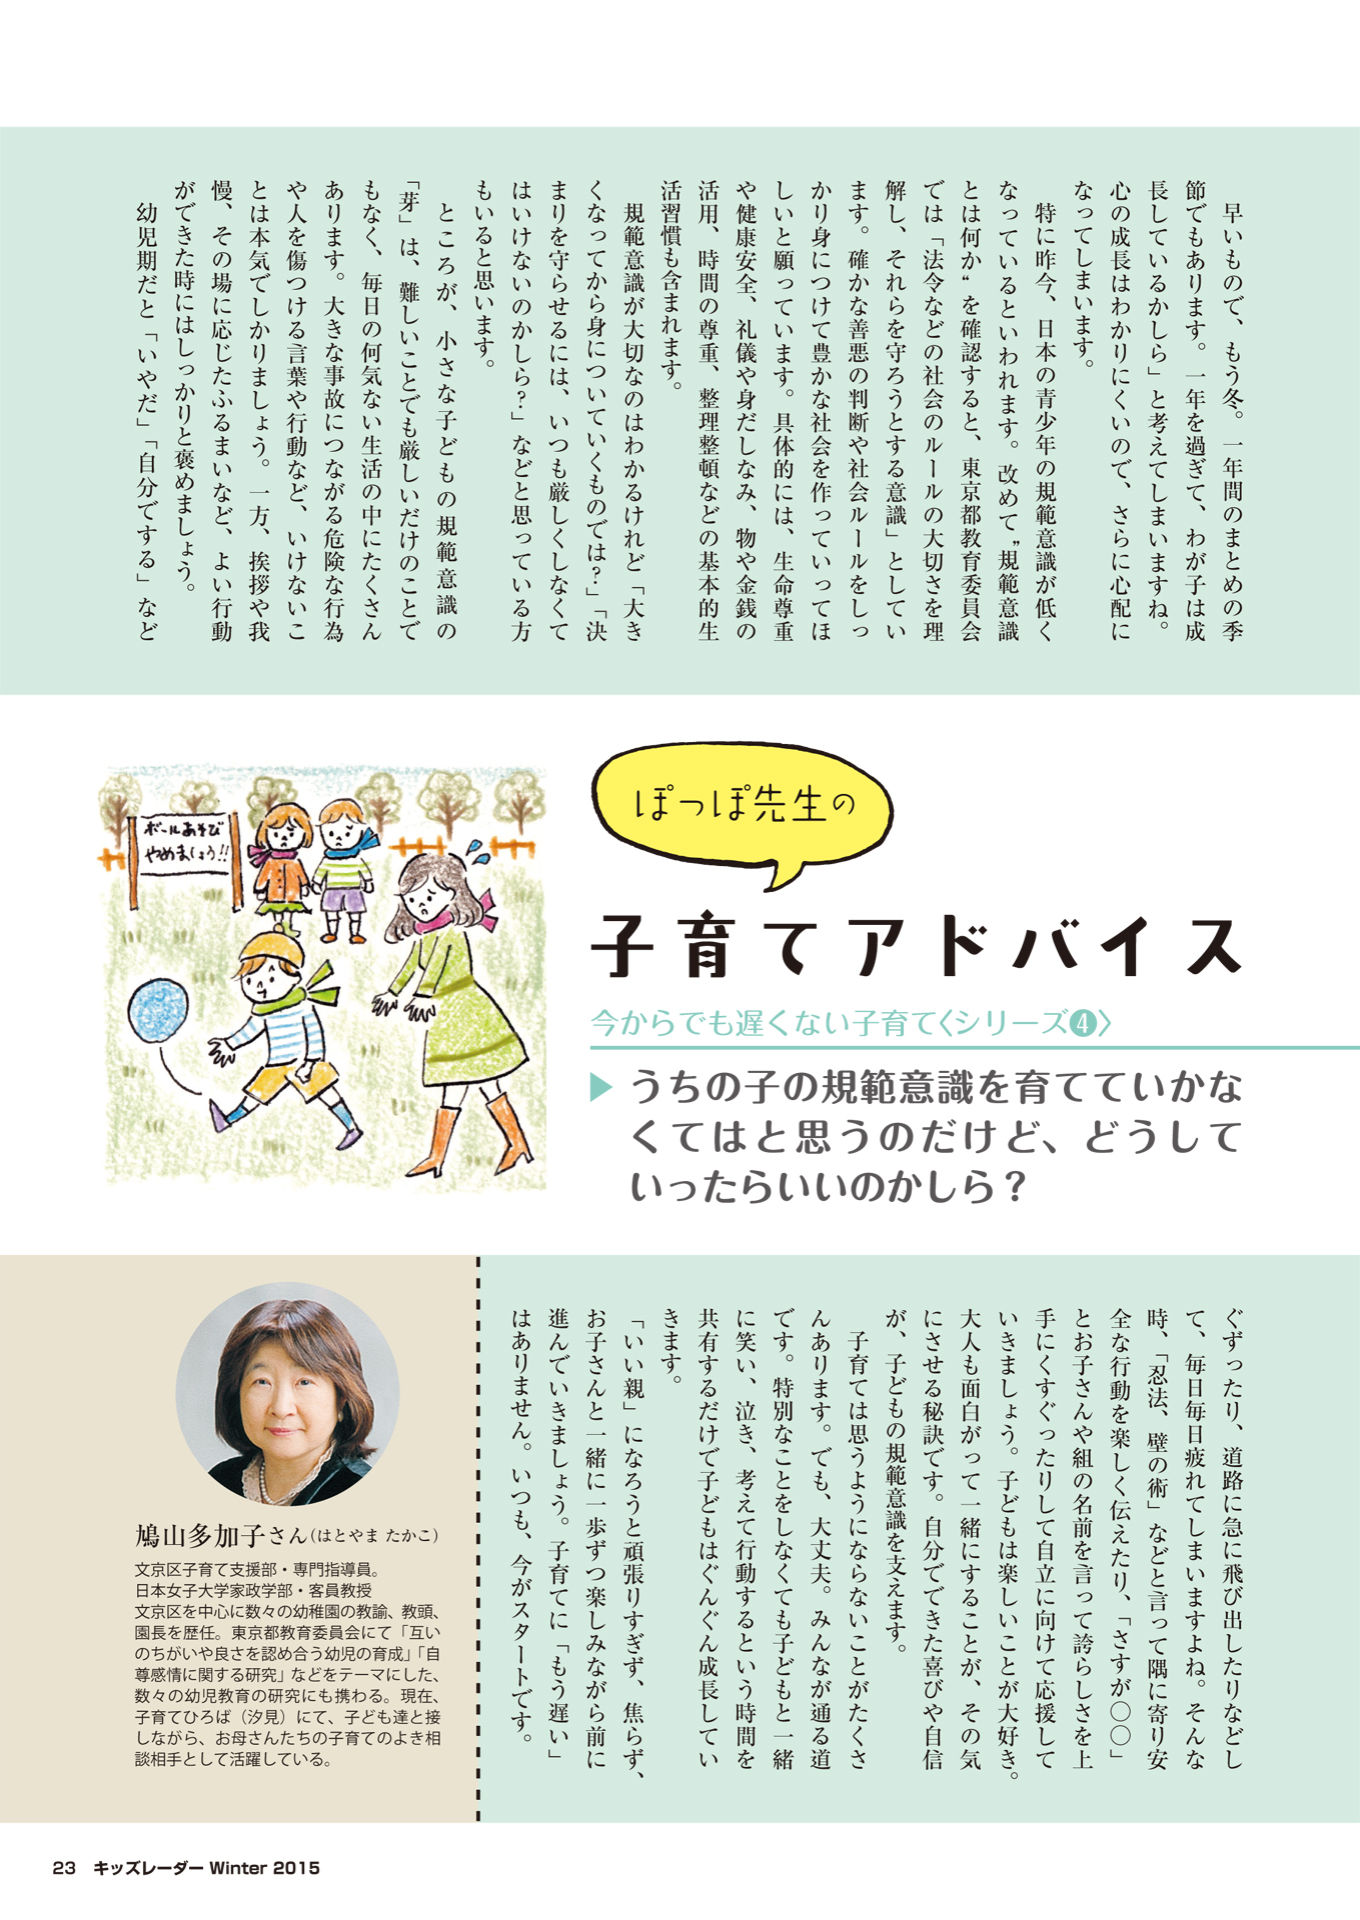 早いもので、もう冬。一年間のまとめの季
節でもあります。一年を過ぎて、わが子は成
長しているかしら」と考えてしまいますね。
心の成長はわかりにくいので、さらに心配に
なってしまいます。
特に昨今、日本の青少年の規範意識が低く
なっているといわれます。改めて〝規範意識
とは何か〟を確認すると、東京都教育委員会
では「法令などの社会のルールの大切さを理
解し、それらを守ろうとする意識」としてい
ます。確かな善悪の判断や社会ルールをしっ
かり身につけて豊かな社会を作っていってほ
しいと願っています。具体的には、生命尊重
や健康安全、礼儀や身だしなみ、物や金銭の
活用、時間の尊重、整理整頓などの基本的生
活習慣も含まれます。
規範意識が大切なのはわかるけれど「大き
くなってから身についていくものでは?」「決
まりを守らせるには、いつも厳しくしなくて
はいけないのかしら?」などと思っている方
もいると思います。
ところが、小さな子どもの規範意識の
「芽」は、難しいことでも厳しいだけのことで
もなく、毎日の何気ない生活の中にたくさん
あります。大きな事故につながる危険な行為
や人を傷つける言葉や行動など、いけないこ
とは本気でしかりましょう。一方、挨拶や我
慢、その場に応じたふるまいなど、よい行動
ができた時にはしっかりと褒めましょう。
幼児期だと「いやだ」「自分でする」など
ボールあそび
やめましょう!!
ぽっぽ先生の
子育てアドバイス
今からでも遅くない子育て〈シリーズ❹〉
▶うちの子の規範意識を育てていかな
くてはと思うのだけど、どうして
いったらいいのかしら？
ぐずったり、道路に急に飛び出したりなどし
て、毎日毎日疲れてしまいますよね。そんな
時、「忍法、壁の術」などと言って隅に寄り安
全な行動を楽しく伝えたり、「さすが〇〇」
とお子さんや組の名前を言って誇らしさを上
手にくすぐったりして自立に向けて応援して
いきましょう。子どもは楽しいことが大好き。
大人も面白がって一緒にすることが、その気
にさせる秘訣です。自分でできた喜びや自信
が、子どもの規範意識を支えます。
子育ては思うようにならないことがたくさ
んあります。でも、大丈夫。みんなが通る道
です。特別なことをしなくても子どもと一緒
に笑い、泣き、考えて行動するという時間を
共有するだけで子どもはぐんぐん成長してい
きます。
「いい親」になろうと頑張りすぎず、焦らず、
お子さんと一緒に一歩ずつ楽しみながら前に
進んでいきましょう。子育てに「もう遅い」
はありません。いつも、今がスタートです。
鳩山多加子さん（はとやま たかこ）
文京区子育て支援部・専門指導員。
日本女子大学家政学部・客員教授
文京区を中心に数々の幼稚園の教諭、教頭、
園長を歴任。東京都教育委員会にて「互い
のちがいや良さを認め合う幼児の育成」「自
尊感情に関する研究」などをテーマにした、
数々の幼児教育の研究にも携わる。現在、
子育てひろば（汐見）にて、子ども達と接
しながら、お母さんたちの子育てのよき相
談相手として活躍している。
23 キッズレーダー Winter 2015